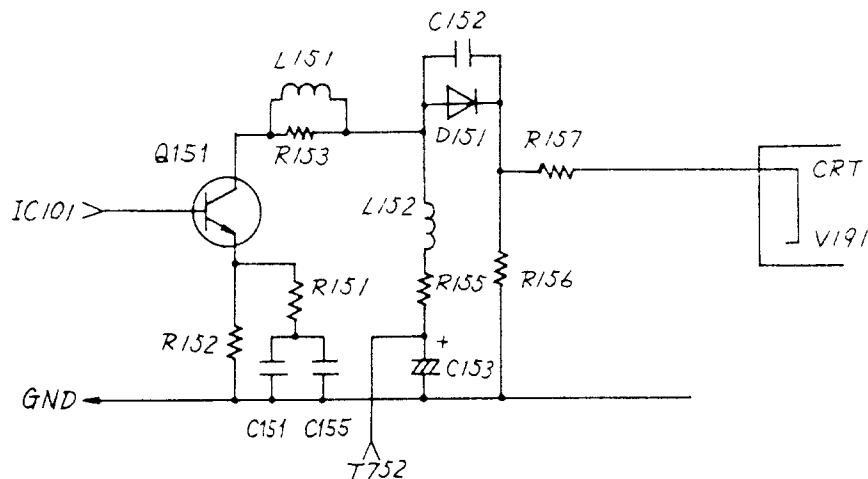 C152
L151
D151
R153
R157
Q151
CRT
IC101
L152
V191
R151
R155
R156
R152
+
C153
GND
C151
C155
T752